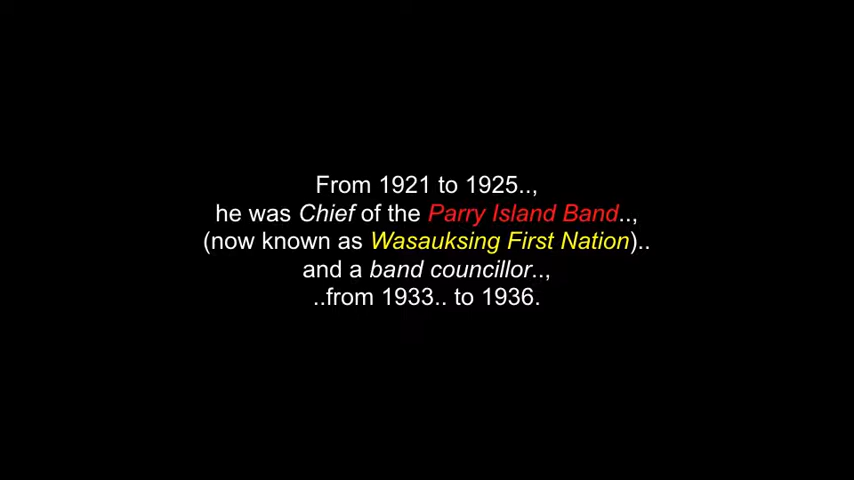 From 1921 to 1925..,
he was Chief of the Parry Island Band..,
(now known as Wasauksing First Nation)..
and a band councillor..,
..from 1933.. to 1936.